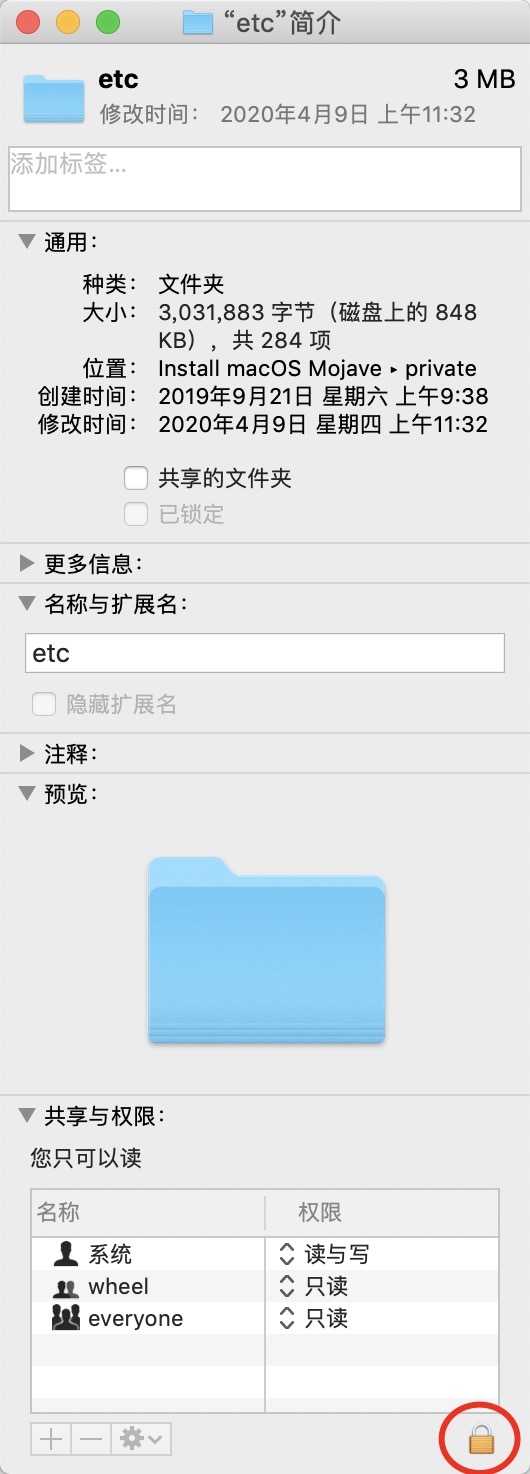 “etc”简介
etc 3 MB
修改时间： 2020年4月9日 上午11:32
添加标签...
通用：
种类： 文件夹
大小： 3,031,883 字节（磁盘上的 848
KB），共 284 项
位置： Install macOS Mojave ▸ private
创建时间： 2019年9月21日 星期六 上午9:38
修改时间： 2020年4月9日 星期四 上午11:32
共享的文件夹
已锁定
更多信息：
名称与扩展名：
etc
隐藏扩展名
注释：
预览：
共享与权限：
您只可以读
名称 权限
系统 读与写
wheel 只读
everyone 只读